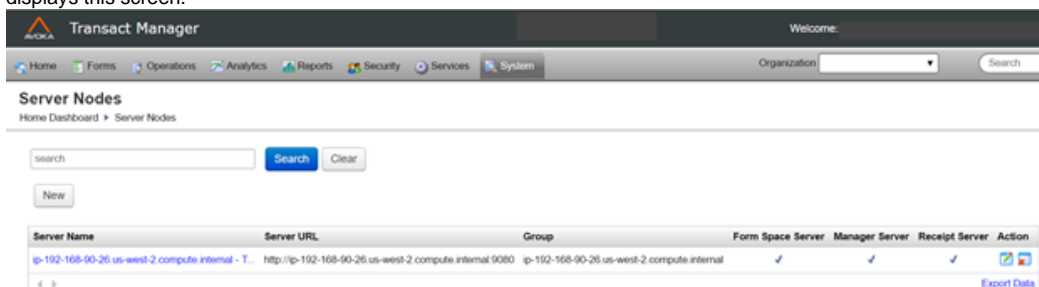 displays this screen.
AVOKA Transact Manager Welcome:
Home Forms Operations Analytics Reports Security Services System Organization Search
Server Nodes
Home Dashboard ▸ Server Nodes
search Search Clear
New
Server Name Server URL Group Form Space Server Manager Server Receipt Server Action
ip-192-168-90-26.us-west-2.compute.internal - T... http://ip-192-168-90-26.us-west-2.compute.internal:9080 ip-192-168-90-26.us-west-2.compute.internal ✓ ✓ ✓
Export Data